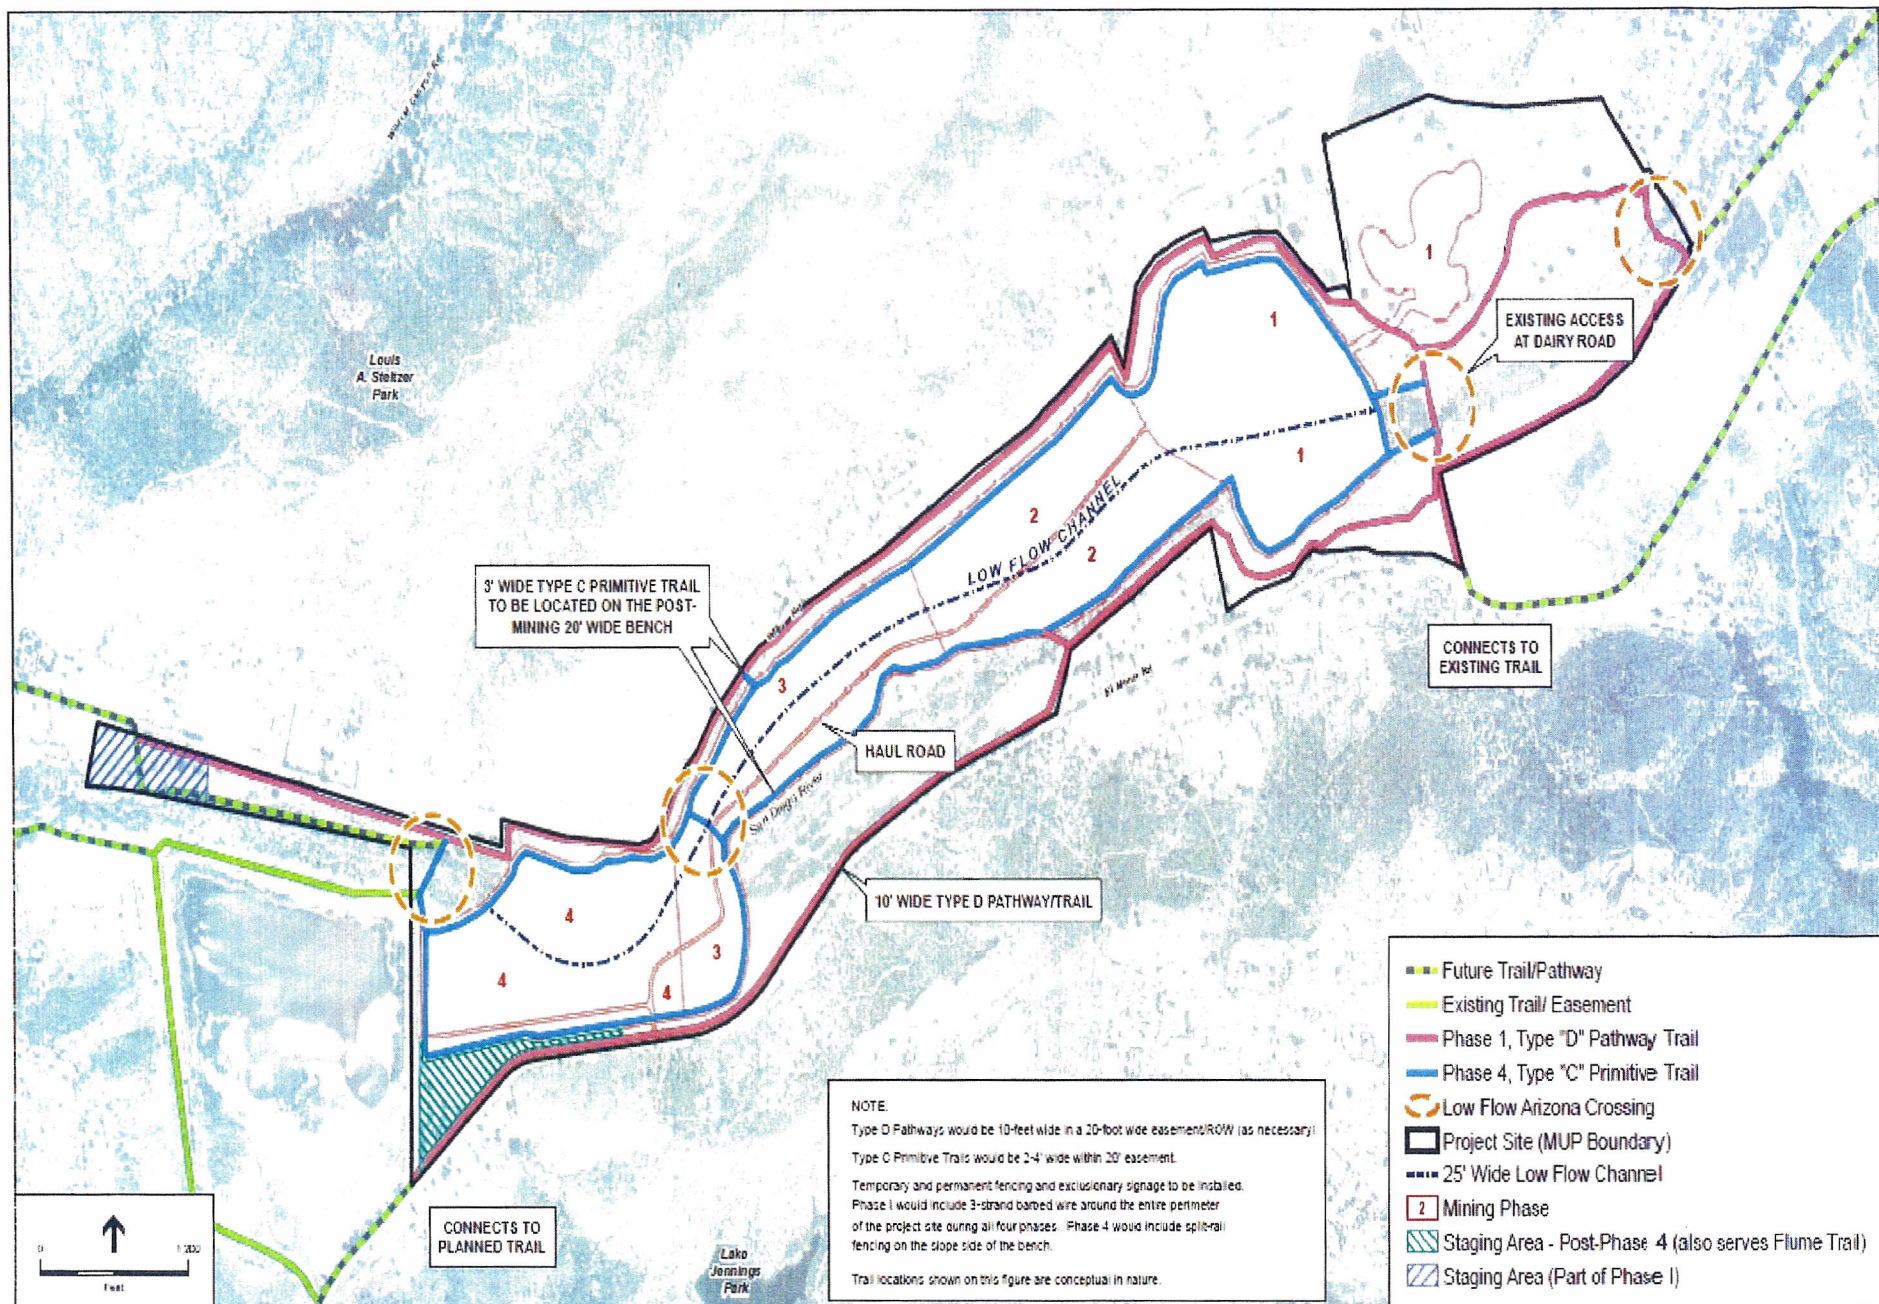 Louis
A. Steltzer
Park
1
EXISTING ACCESS
AT DAIRY ROAD
1
1
2
2
LOW FLOW CHANNEL
3' WIDE TYPE C PRIMITIVE TRAIL
TO BE LOCATED ON THE POST-
MINING 20' WIDE BENCH
CONNECTS TO
EXISTING TRAIL
El Monte Rd
3
HAUL ROAD
San Diego River
10' WIDE TYPE D PATHWAY/TRAIL
4
3
4
4
CONNECTS TO
PLANNED TRAIL
Lake
Jennings
Park
0 1,200
Feet
NOTE.
Type D Pathways would be 10-feet wide in a 20-foot wide easement/ROW (as necessary)
Type C Primitive Trails would be 2-4' wide within 20' easement.
Temporary and permanent fencing and exclusionary signage to be installed.
Phase I would include 3-strand barbed wire around the entire perimeter
of the project site during all four phases. Phase 4 would include split-rail
fencing on the slope side of the bench.
Trail locations shown on this figure are conceptual in nature.
Future Trail/Pathway
Existing Trail/ Easement
Phase 1, Type "D" Pathway Trail
Phase 4, Type "C" Primitive Trail
Low Flow Arizona Crossing
Project Site (MUP Boundary)
25' Wide Low Flow Channel
2 Mining Phase
Staging Area - Post-Phase 4 (also serves Flume Trail)
Staging Area (Part of Phase I)